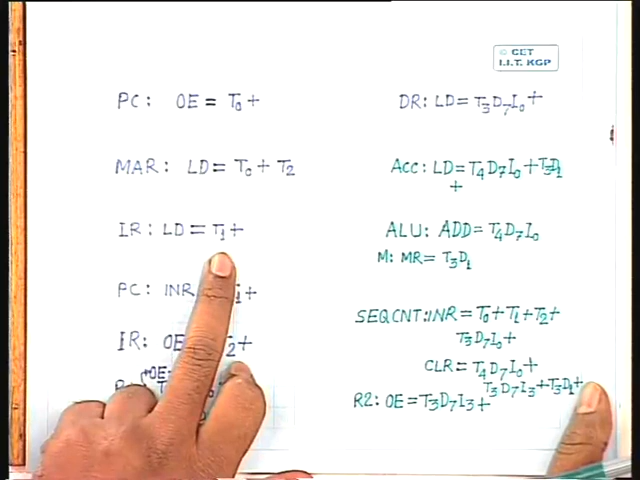 © CET
I.I.T. KGP
PC: OE = T₀ +
MAR: LD = T₀ + T₂
IR: LD = T₁ +
PC: INR
IR: OE T₂ +
OE
DR: LD = T₃D₇I₀ +
ACC: LD = T₄D₇I₀ + T₃D₁
+
ALU: ADD = T₄D₇I₀
M: MR = T₃D₁
SEQCNT: INR = T₀ + T₁ + T₂ +
T₃D₇I₀ +
CLR = T₄D₇I₀ +
T₃D₇I₃ + T₃D₁ +
R2: OE = T₃D₇I₃ +